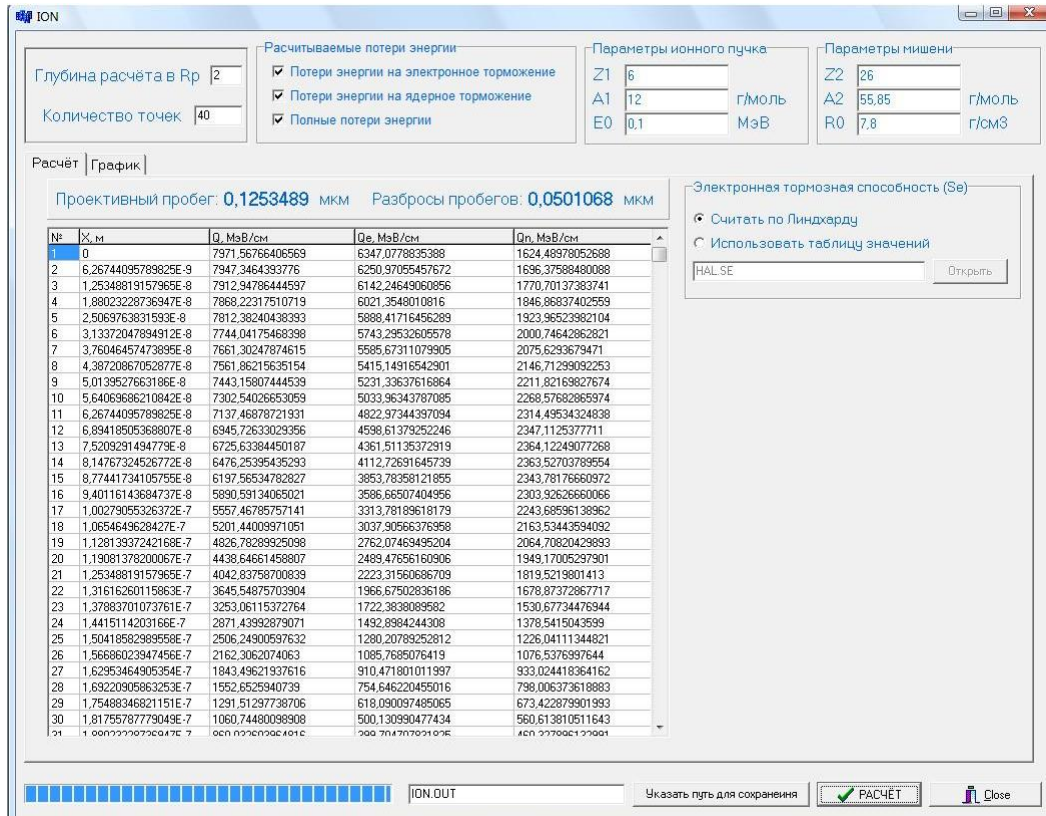 ION
Расчитываемые потери энергии
Параметры ионного пучка
Параметры мишени
Глубина расчёта в Rp 2
Потери энергии на электронное торможение
Z1 6
Z2 26
Потери энергии на ядерное торможение
A1 12 г/моль
A2 55,85 г/моль
Количество точек 40
Полные потери энергии
E0 0,1 МэВ
R0 7,8 г/см3
Расчёт График
Проективный пробег: 0,1253489 мкм Разбросы пробегов: 0,0501068 мкм
Электронная тормозная способность (Se)
Считать по Линдхарду
Использовать таблицу значений
HAL.SE Открыть
№ X, м Q, МэВ/см Qe, МэВ/см Qn, МэВ/см
1 0 7971,56766406569 6347,0778835388 1624,48978052688
2 6,26744095789825E-9 7947,3464393776 6250,97055457672 1696,37588480088
3 1,25348819157965E-8 7912,94786444597 6142,24649060856 1770,70137383741
4 1,88023228736947E-8 7868,22317510719 6021,3548010816 1846,86837402559
5 2,5069763831593E-8 7812,38240438393 5888,41716456289 1923,96523982104
6 3,13372047894912E-8 7744,04175468398 5743,29532605578 2000,74642862821
7 3,76046457473895E-8 7661,30247874615 5585,67311079905 2075,6293679471
8 4,38720867052877E-8 7561,86215635154 5415,14916542901 2146,71299092253
9 5,0139527663186E-8 7443,15807444539 5231,33637616864 2211,82169827674
10 5,64069686210842E-8 7302,54026653059 5033,96343787085 2268,57682865974
11 6,26744095789825E-8 7137,46878721931 4822,97344397094 2314,49534324838
12 6,89418505368807E-8 6945,72633029356 4598,61379252246 2347,1125377711
13 7,5209291494779E-8 6725,63384450187 4361,51135372919 2364,12249077268
14 8,14767324526772E-8 6476,25395435293 4112,72691645739 2363,52703789554
15 8,77441734105755E-8 6197,56534782827 3853,78358121855 2343,78176660972
16 9,40116143684737E-8 5890,59134065021 3586,66507404956 2303,92626660066
17 1,00279055326372E-7 5557,46785757141 3313,78189618179 2243,68596138962
18 1,0654649628427E-7 5201,44009971051 3037,90566376958 2163,53443594092
19 1,12813937242168E-7 4826,78289925098 2762,07469495204 2064,70820429893
20 1,19081378200067E-7 4438,64661458807 2489,47656160906 1949,17005297901
21 1,25348819157965E-7 4042,83758700839 2223,31560686709 1819,5219801413
22 1,31616260115863E-7 3645,54875703904 1966,67502836186 1678,87372867717
23 1,37883701073761E-7 3253,06115372764 1722,3838089582 1530,67734476944
24 1,4415114203166E-7 2871,43992879071 1492,8984244308 1378,5415043599
25 1,50418582989558E-7 2506,24900597632 1280,20789252812 1226,04111344821
26 1,56686023947456E-7 2162,3062074063 1085,7685076419 1076,5376997644
27 1,62953464905354E-7 1843,49621937616 910,471801011997 933,024418364162
28 1,69220905863253E-7 1552,6525940739 754,646220455016 798,006373618883
29 1,75488346821151E-7 1291,51297738706 618,090097485065 673,422879901993
30 1,81755787779049E-7 1060,74480098908 500,130990477434 560,613810511643
ION.OUT Указать путь для сохранеиня РАСЧЁТ Close